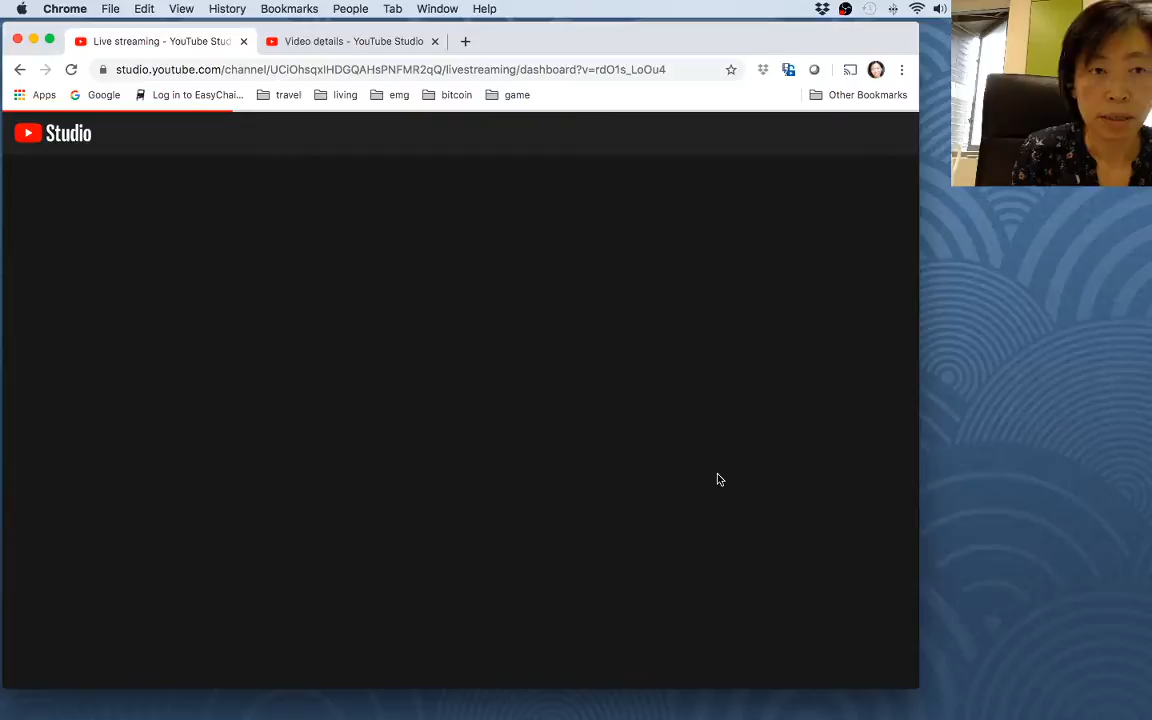 Chrome File Edit View History Bookmarks People Tab Window Help
Live streaming - YouTube Stud
Video details - YouTube Studio
studio.youtube.com/channel/UCiOhsqxlHDGQAHsPNFMR2qQ/livestreaming/dashboard?v=rdO1s_LoOu4
Apps Google Log in to EasyChai... travel living emg bitcoin game Other Bookmarks
Studio